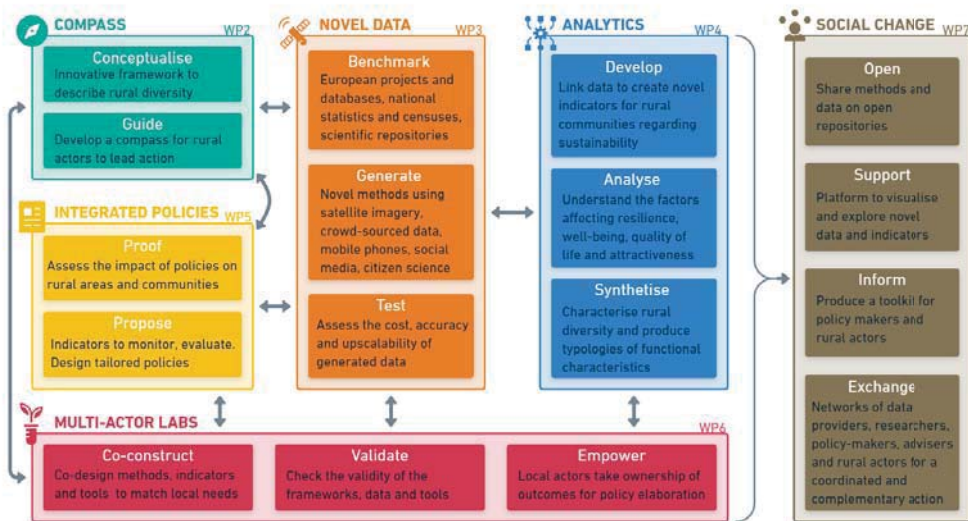 COMPASS
WP2
Conceptualise
Innovative framework to
describe rural diversity
Guide
Develop a compass for rural
actors to lead action
INTEGRATED POLICIES
WP5
Proof
Assess the impact of policies on
rural areas and communities
Propose
Indicators to monitor, evaluate.
Design tailored policies
NOVEL DATA
WP3
Benchmark
European projects and
databases, national
statistics and censuses,
scientific repositories
Generate
Novel methods using
satellite imagery,
crowd-sourced data,
mobile phones, social
media, citizen science
Test
Assess the cost, accuracy
and upscalability of
generated data
ANALYTICS
WP4
Develop
Link data to create novel
indicators for rural
communities regarding
sustainability
Analyse
Understand the factors
affecting resilience,
well-being, quality of
life and attractiveness
Synthetise
Characterise rural
diversity and produce
typologies of functional
characteristics
MULTI-ACTOR LABS
WP6
Co-construct
Co-design methods, indicators
and tools to match local needs
Validate
Check the validity of the
frameworks, data and tools
Empower
Local actors take ownership of
outcomes for policy elaboration
SOCIAL CHANGE
WP7
Open
Share methods and
data on open
repositories
Support
Platform to visualise
and explore novel
data and indicators
Inform
Produce a toolkil for
policy makers and
rural actors
Exchange
Networks of data
providers, researchers,
policy-makers, advisers
and rural actors for a
coordinated and
complementary action